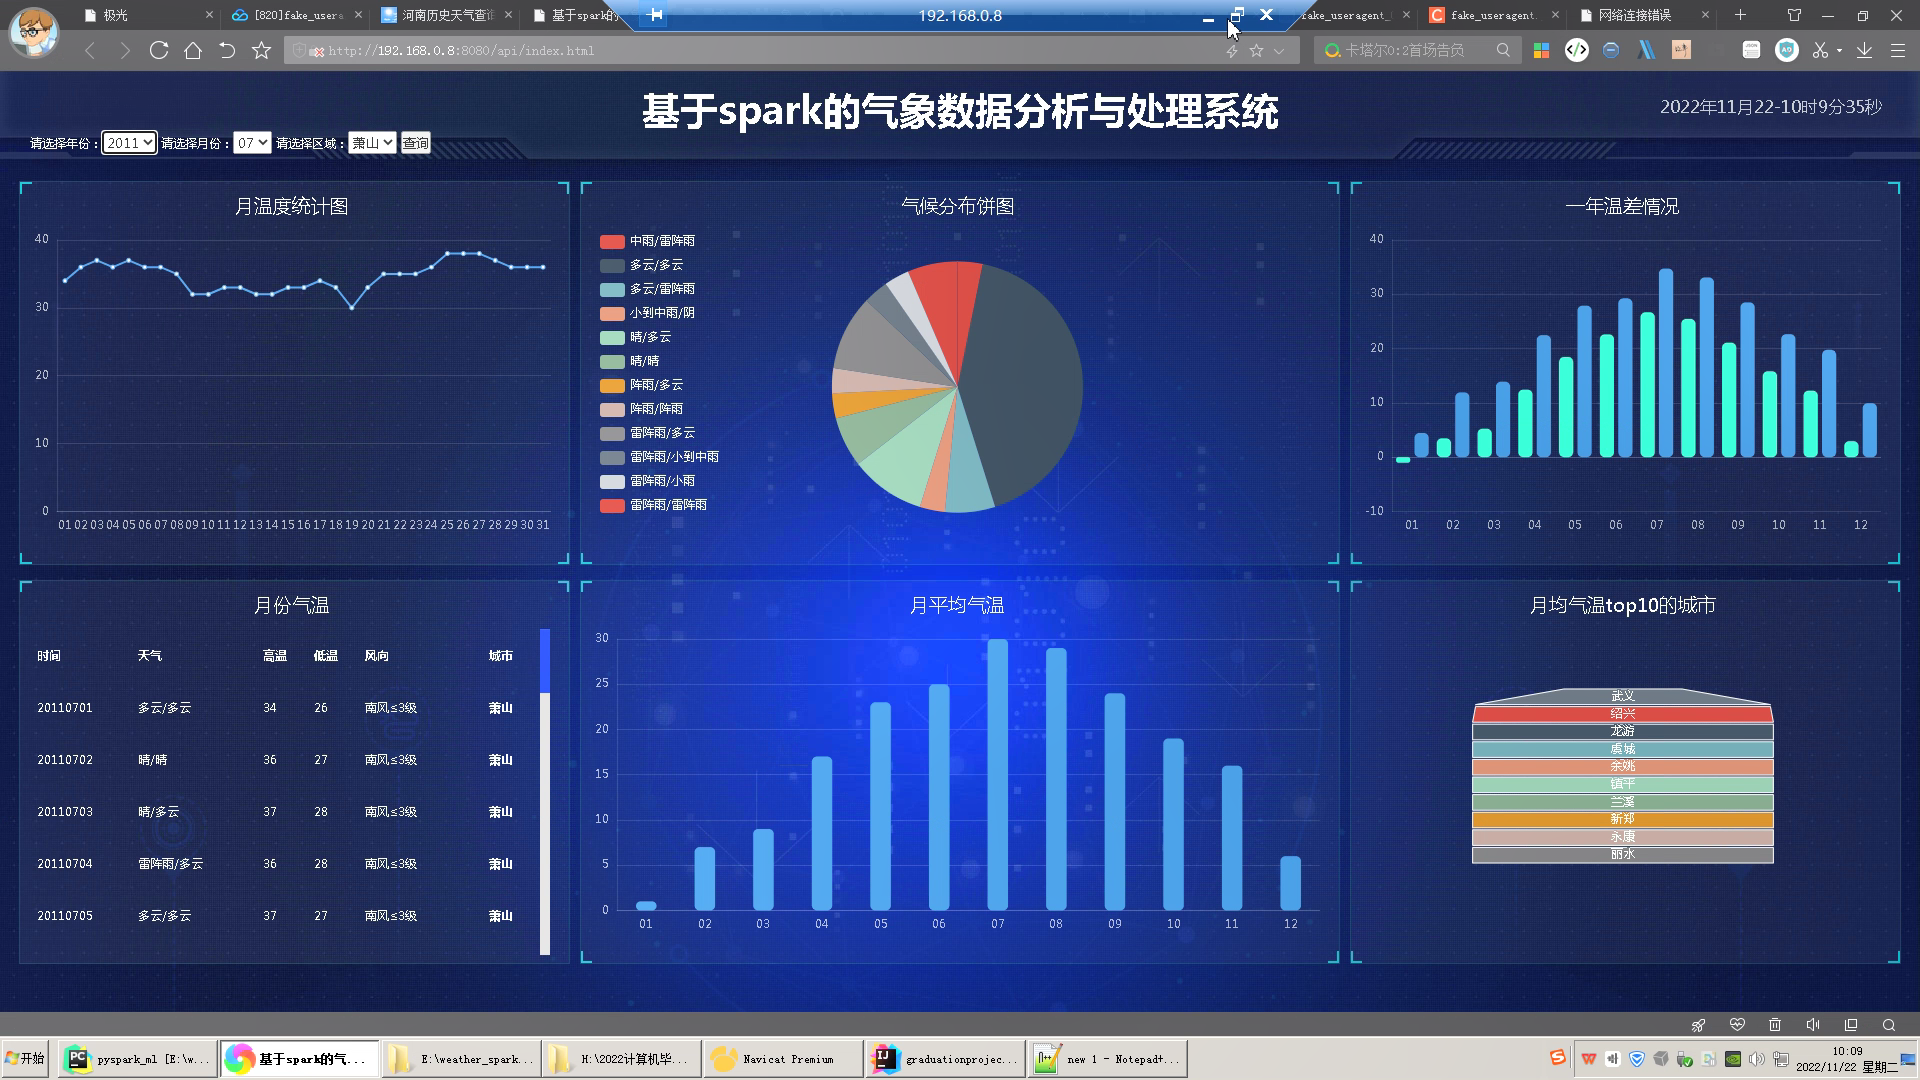 极光
[820]fake_usera
河南历史天气查询
基于spark的
192.168.0.8
fake_useragent_
fake_useragent.
网络连接错误
http://192.168.0.8:8080/api/index.html
卡塔尔0:2首场告负
基于spark的气象数据分析与处理系统
2022年11月22-10时9分35秒
请选择年份： 2011 请选择月份： 07 请选择区域： 萧山 查询
月温度统计图
40
30
20
10
0
01 02 03 04 05 06 07 08 09 10 11 12 13 14 15 16 17 18 19 20 21 22 23 24 25 26 27 28 29 30 31
气候分布饼图
中雨/雷阵雨
多云/多云
多云/雷阵雨
小到中雨/阴
晴/多云
晴/晴
阵雨/多云
阵雨/阵雨
雷阵雨/多云
雷阵雨/小到中雨
雷阵雨/小雨
雷阵雨/雷阵雨
一年温差情况
40
30
20
10
0
-10
01 02 03 04 05 06 07 08 09 10 11 12
月份气温
时间 天气 高温 低温 风向 城市
20110701 多云/多云 34 26 南风≤3级 萧山
20110702 晴/晴 36 27 南风≤3级 萧山
20110703 晴/多云 37 28 南风≤3级 萧山
20110704 雷阵雨/多云 36 28 南风≤3级 萧山
20110705 多云/多云 37 27 南风≤3级 萧山
月平均气温
30
25
20
15
10
5
0
01 02 03 04 05 06 07 08 09 10 11 12
月均气温top10的城市
武义
绍兴
龙游
虞城
余姚
镇平
兰溪
新郑
永康
丽水
开始
pyspark_ml [E:\w...
基于spark的气...
E:\weather_spark...
H:\2022计算机毕...
Navicat Premium
graduationprojec...
new 1 - Notepad+...
10:09
2022/11/22 星期二